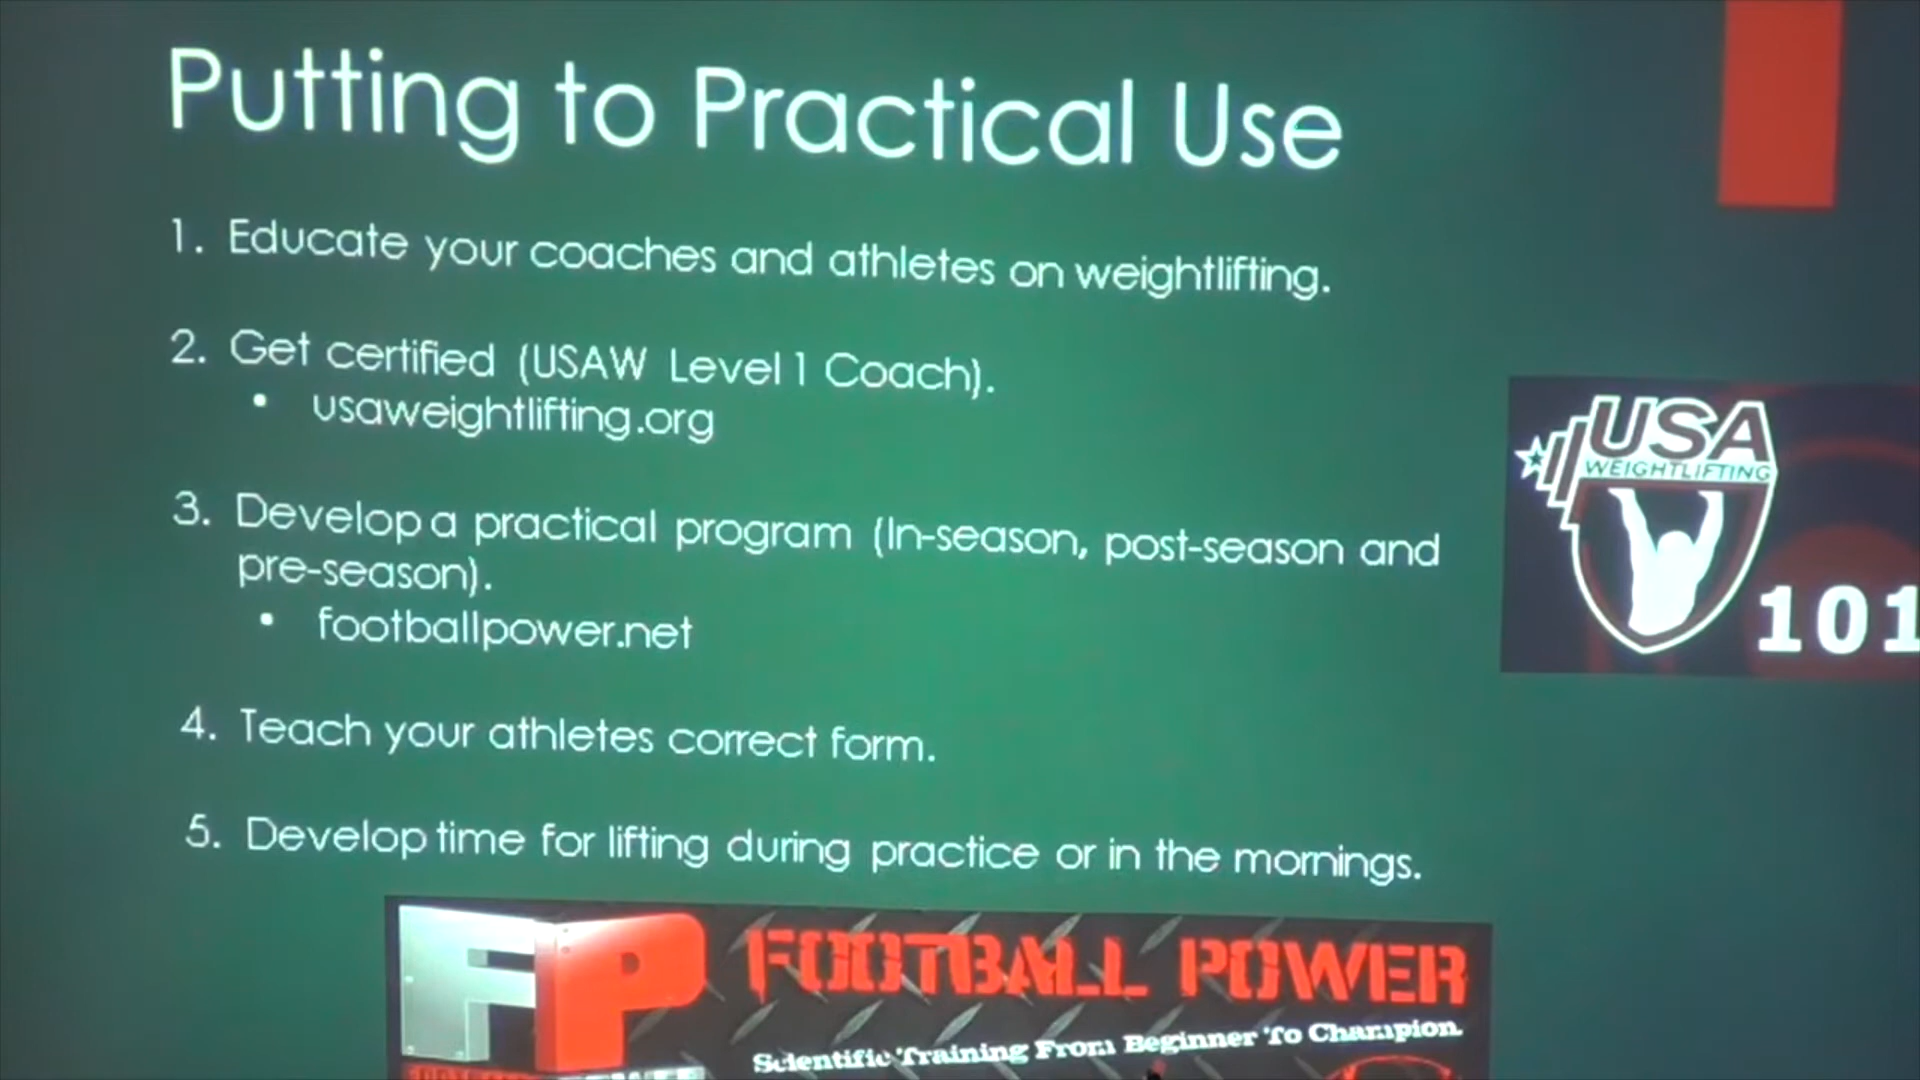 Putting to Practical Use
1. Educate your coaches and athletes on weightlifting.
2. Get certified (USAW Level 1 Coach).
• usaweightlifting.org
3. Develop a practical program (In-season, post-season and
pre-season).
• footballpower.net
4. Teach your athletes correct form.
5. Develop time for lifting during practice or in the mornings.
USA
WEIGHTLIFTING
101
FP
FOOTBALL POWER
Scientific Training From Beginner To Champion